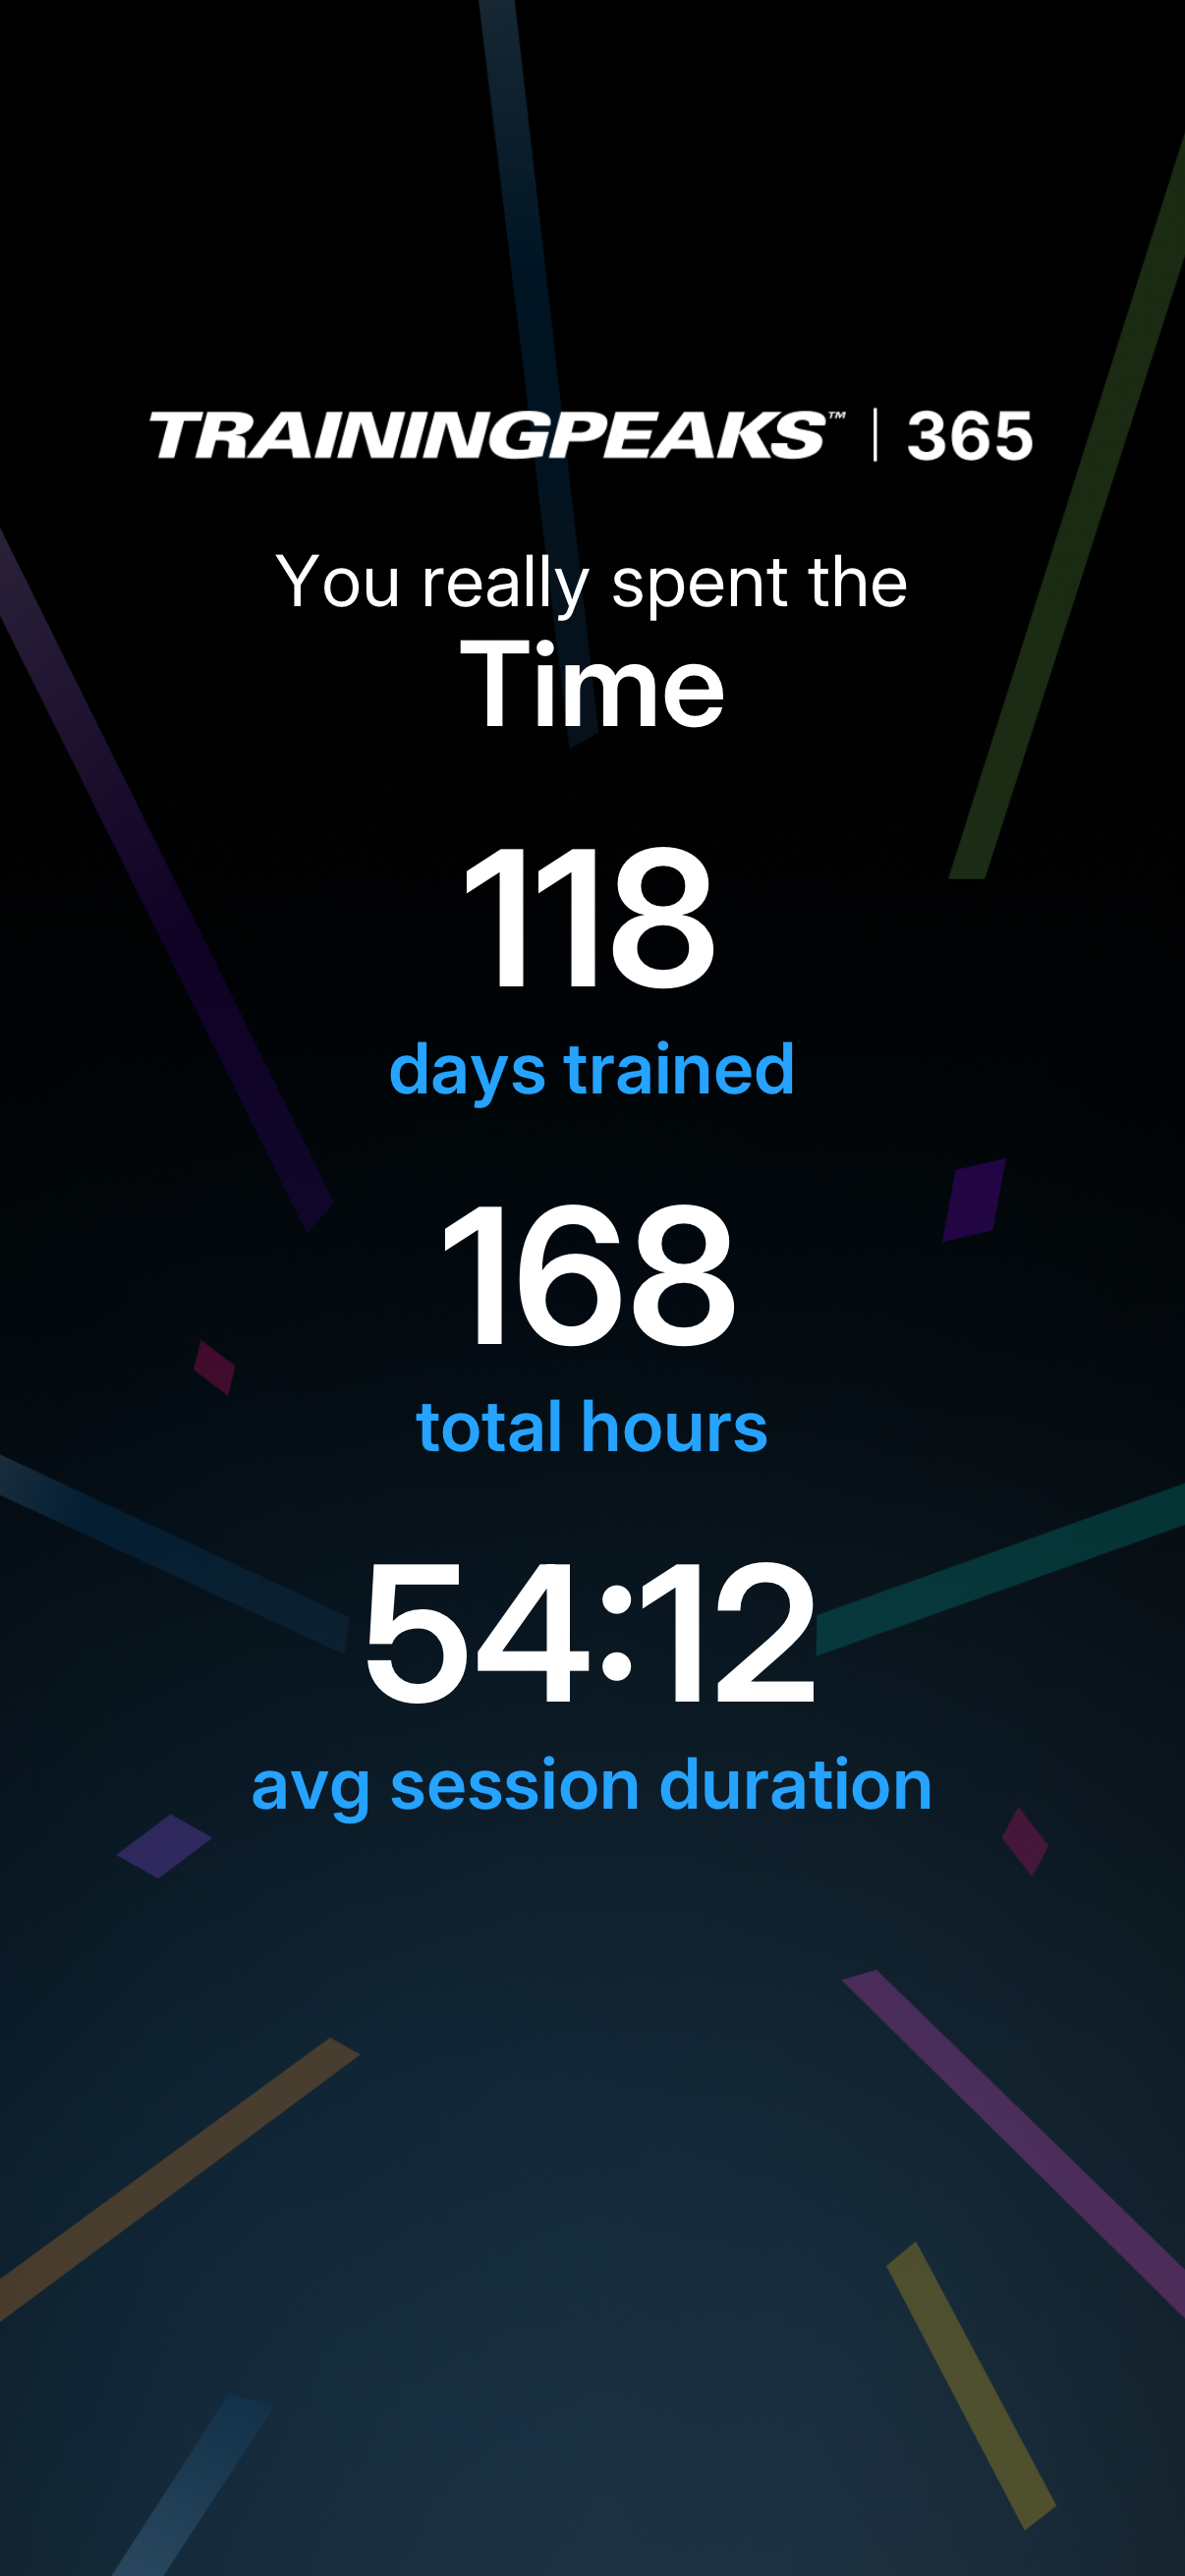 TRAININGPEAKS™ | 365
You really spent the
Time
118
days trained
168
total hours
54:12
avg session duration